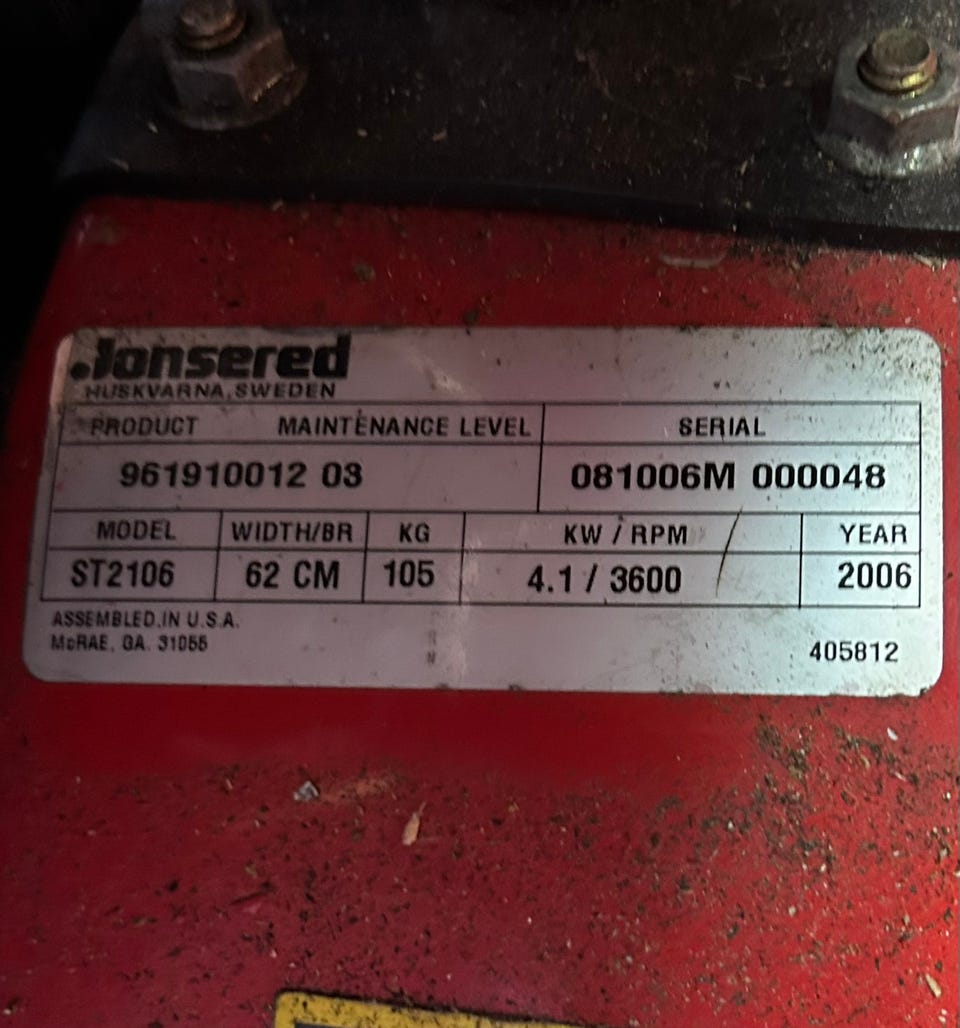 Jonsered
HUSKVARNA, SWEDEN
PRODUCT MAINTENANCE LEVEL SERIAL
961910012 03 081006M 000048
MODEL WIDTH/BR KG KW / RPM YEAR
ST2106 62 CM 105 4.1 / 3600 2006
ASSEMBLED IN U.S.A.
McRAE, GA. 31055
405812